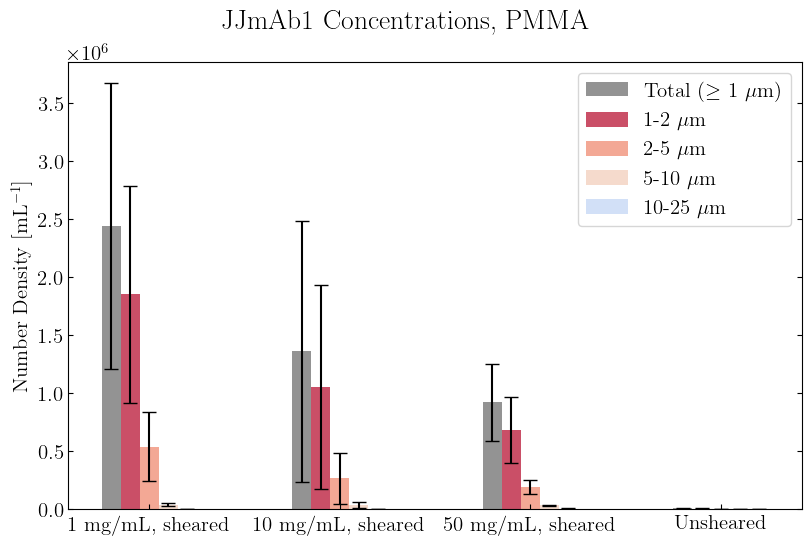 JJmAb1 Concentrations, PMMA
×10⁶
Number Density [mL⁻¹]
3.5
3.0
2.5
2.0
1.5
1.0
0.5
0.0
Total (≥ 1 μm)
1-2 μm
2-5 μm
5-10 μm
10-25 μm
1 mg/mL, sheared 10 mg/mL, sheared 50 mg/mL, sheared Unsheared